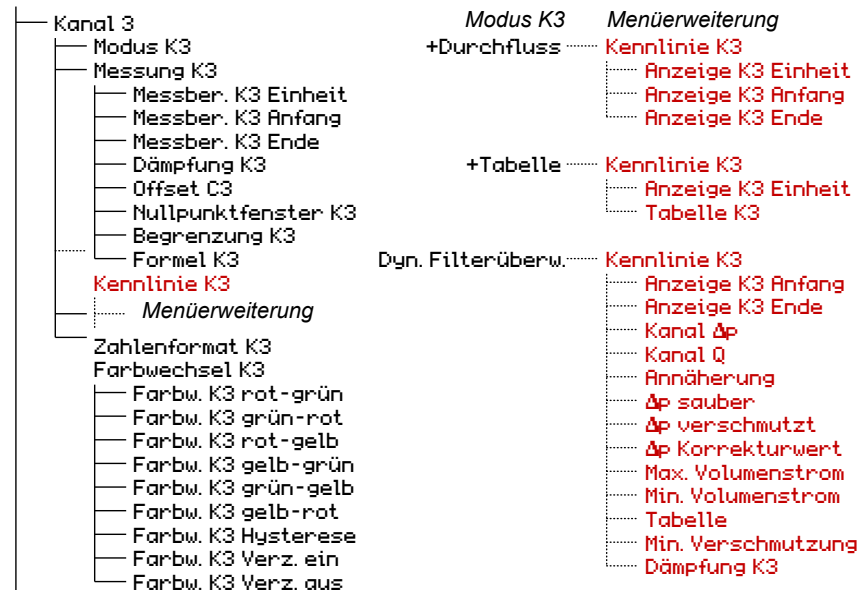 Kanal 3
Modus K3
Messung K3
Messber. K3 Einheit
Messber. K3 Anfang
Messber. K3 Ende
Dämpfung K3
Offset C3
Nullpunktfenster K3
Begrenzung K3
Formel K3
Kennlinie K3
Menüerweiterung
Zahlenformat K3
Farbwechsel K3
Farbw. K3 rot-grün
Farbw. K3 grün-rot
Farbw. K3 rot-gelb
Farbw. K3 gelb-grün
Farbw. K3 grün-gelb
Farbw. K3 gelb-rot
Farbw. K3 Hysterese
Farbw. K3 Verz. ein
Farbw. K3 Verz. aus
Modus K3 Menüerweiterung
+Durchfluss Kennlinie K3
Anzeige K3 Einheit
Anzeige K3 Anfang
Anzeige K3 Ende
+Tabelle Kennlinie K3
Anzeige K3 Einheit
Tabelle K3
Dyn. Filterüberw. Kennlinie K3
Anzeige K3 Anfang
Anzeige K3 Ende
Kanal Δp
Kanal Q
Annäherung
Δp sauber
Δp verschmutzt
Δp Korrekturwert
Max. Volumenstrom
Min. Volumenstrom
Tabelle
Min. Verschmutzung
Dämpfung K3